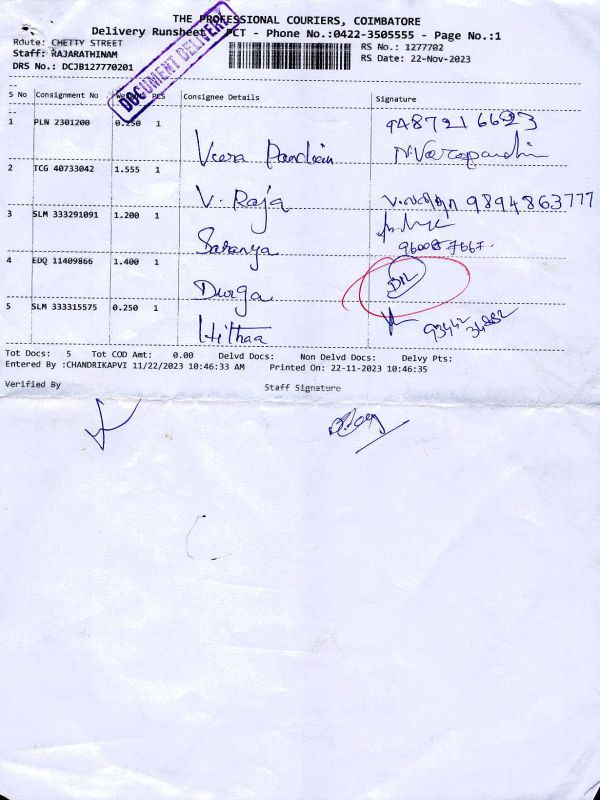 THE PROFESSIONAL COURIERS, COIMBATORE
Delivery Runsheet PCT - Phone No.:0422-3505555 - Page No.:1
Route: CHETTY STREET
Staff: RAJARATHINAM
DRS No.: DCJB127770201
RS No.: 1277702
RS Date: 22-Nov-2023
DOCUMENT DELIVERY
S No Consignment No PCS Consignee Details Signature
1 PLN 2301200 0.250 1 Veera Pandian 9487216623
2 TCG 40733042 1.555 1 V. Raja 9894863777
3 SLM 333291091 1.200 1 Saranya
4 EDQ 11409866 1.400 1 Durga
5 SLM 333315575 0.250 1 Hithaa 93442
Tot Docs: 5 Tot COD Amt: 0.00 Delvd Docs: Non Delvd Docs: Delvy Pts:
Entered By :CHANDRIKAPVI 11/22/2023 10:46:33 AM Printed On: 22-11-2023 10:46:35
Verified By Staff Signature